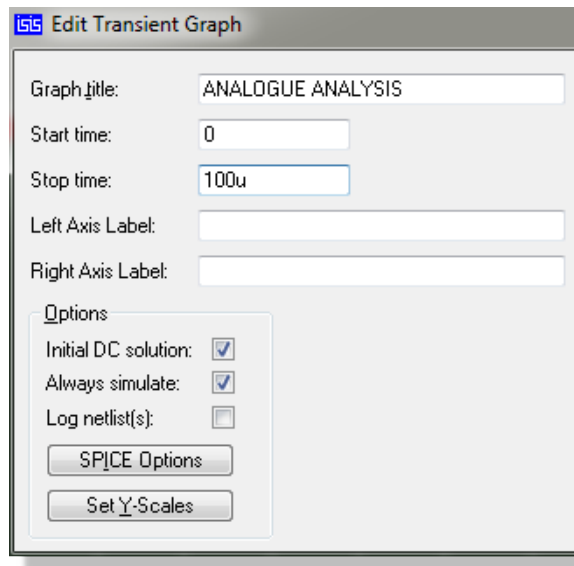 isis Edit Transient Graph
Graph title: ANALOGUE ANALYSIS
Start time: 0
Stop time: 100u
Left Axis Label:
Right Axis Label:
Options
Initial DC solution:
Always simulate:
Log netlist(s):
SPICE Options
Set Y-Scales